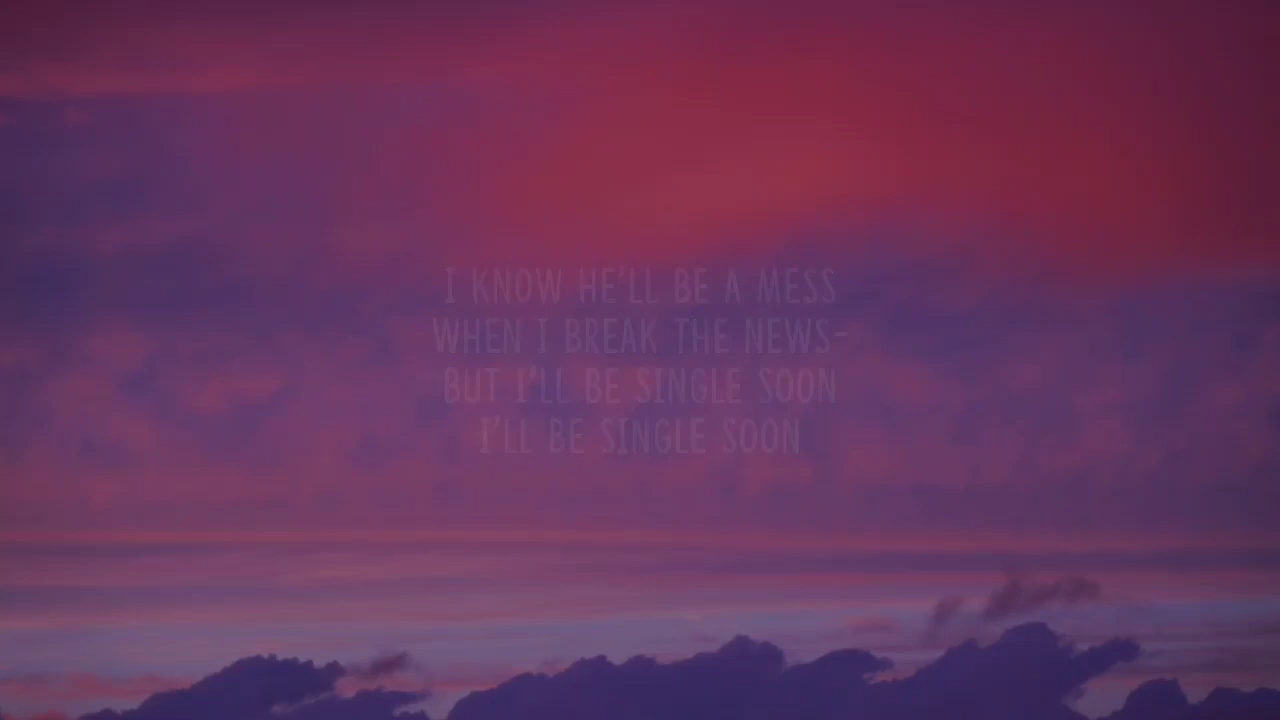 I KNOW HE'LL BE A MESS
WHEN I BREAK THE NEWS-
BUT I'LL BE SINGLE SOON
I'LL BE SINGLE SOON